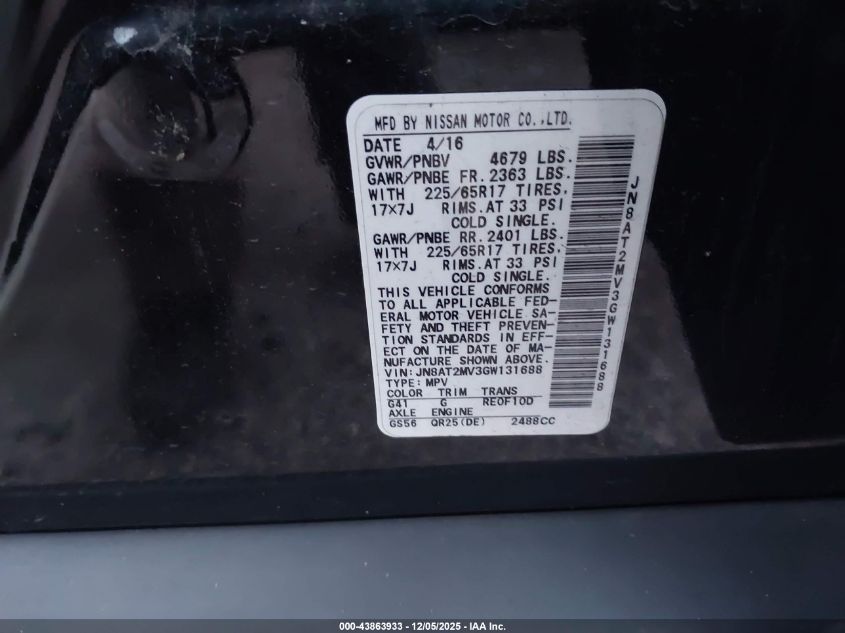 MFD BY NISSAN MOTOR CO.,LTD.
DATE 4/16
GVWR/PNBV 4679 LBS.
GAWR/PNBE FR. 2363 LBS.
WITH 225/65R17 TIRES,
17×7J RIMS.AT 33 PSI
COLD SINGLE.
GAWR/PNBE RR. 2401 LBS.
WITH 225/65R17 TIRES,
17×7J RIMS.AT 33 PSI
COLD SINGLE.
THIS VEHICLE CONFORMS
TO ALL APPLICABLE FED-
ERAL MOTOR VEHICLE SA-
FETY AND THEFT PREVEN-
TION STANDARDS IN EFF-
ECT ON THE DATE OF MA-
NUFACTURE SHOWN ABOVE.
VIN:JN8AT2MV3GW131688
TYPE: MPV
COLOR TRIM TRANS
G41 G RE0F10D
AXLE ENGINE
GS56 QR25(DE) 2488CC
JN8AT2MV3GW131688
000-43863933 - 12/05/2025 - IAA Inc.